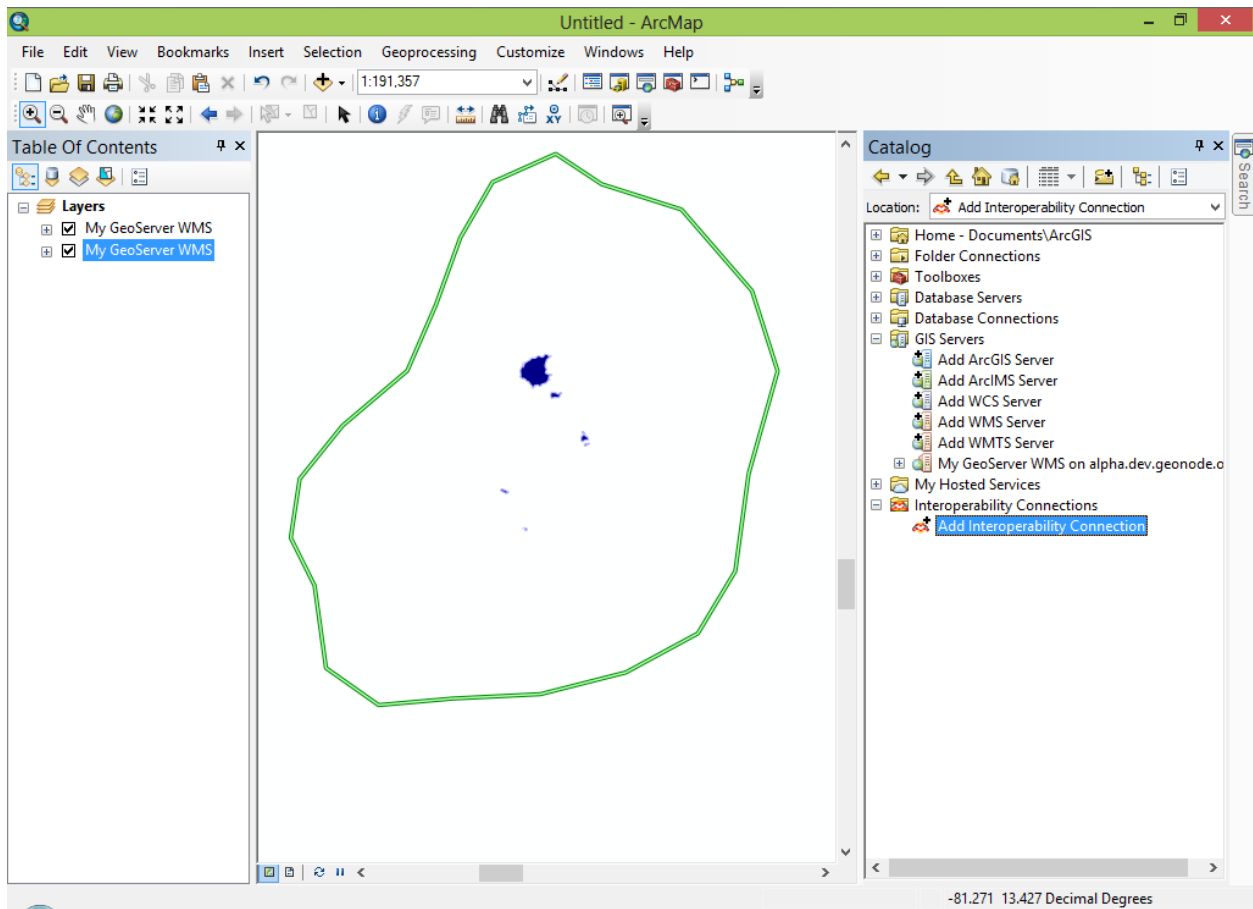 Untitled - ArcMap
File Edit View Bookmarks Insert Selection Geoprocessing Customize Windows Help
1:191,357
Table Of Contents
Layers
My GeoServer WMS
My GeoServer WMS
Catalog
Location: Add Interoperability Connection
Home - Documents\ArcGIS
Folder Connections
Toolboxes
Database Servers
Database Connections
GIS Servers
Add ArcGIS Server
Add ArcIMS Server
Add WCS Server
Add WMS Server
Add WMTS Server
My GeoServer WMS on alpha.dev.geonode.o
My Hosted Services
Interoperability Connections
Add Interoperability Connection
Search
-81.271 13.427 Decimal Degrees